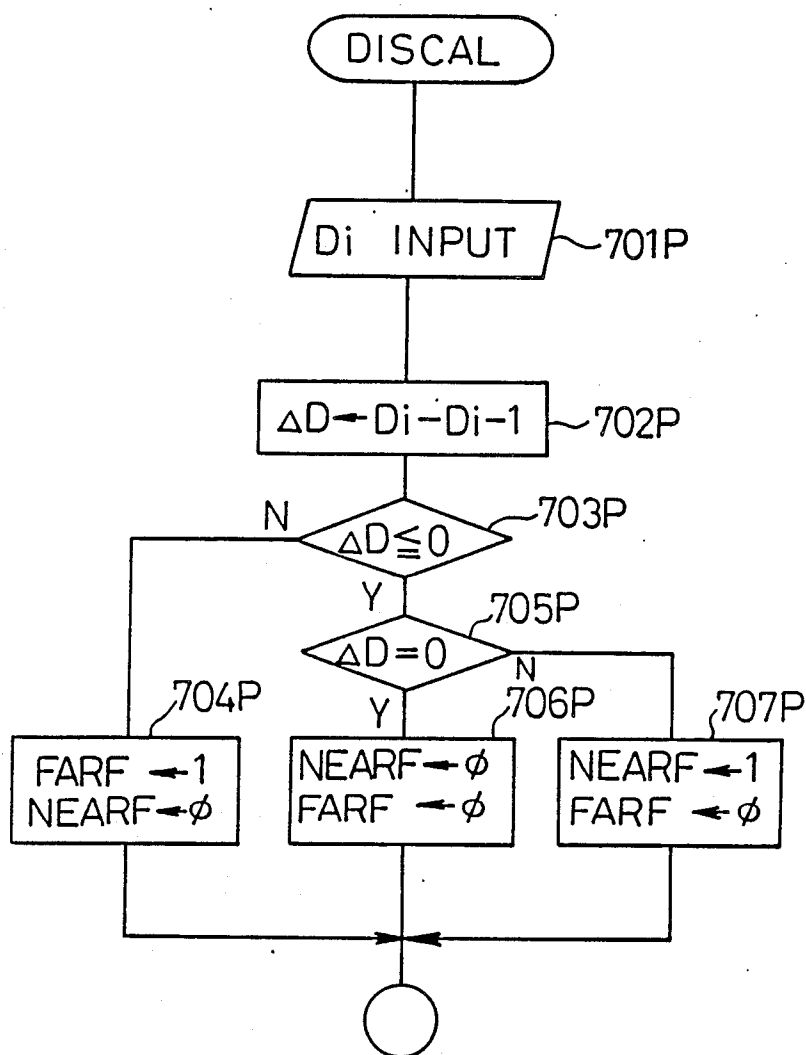 DISCAL
Di INPUT
701P
ΔD←Di-Di-1
702P
N
703P
ΔD≦0
Y
705P
ΔD=0
N
Y
704P
706P
707P
FARF ←1
NEARF←ϕ
NEARF←ϕ
FARF ←ϕ
NEARF←1
FARF ←ϕ